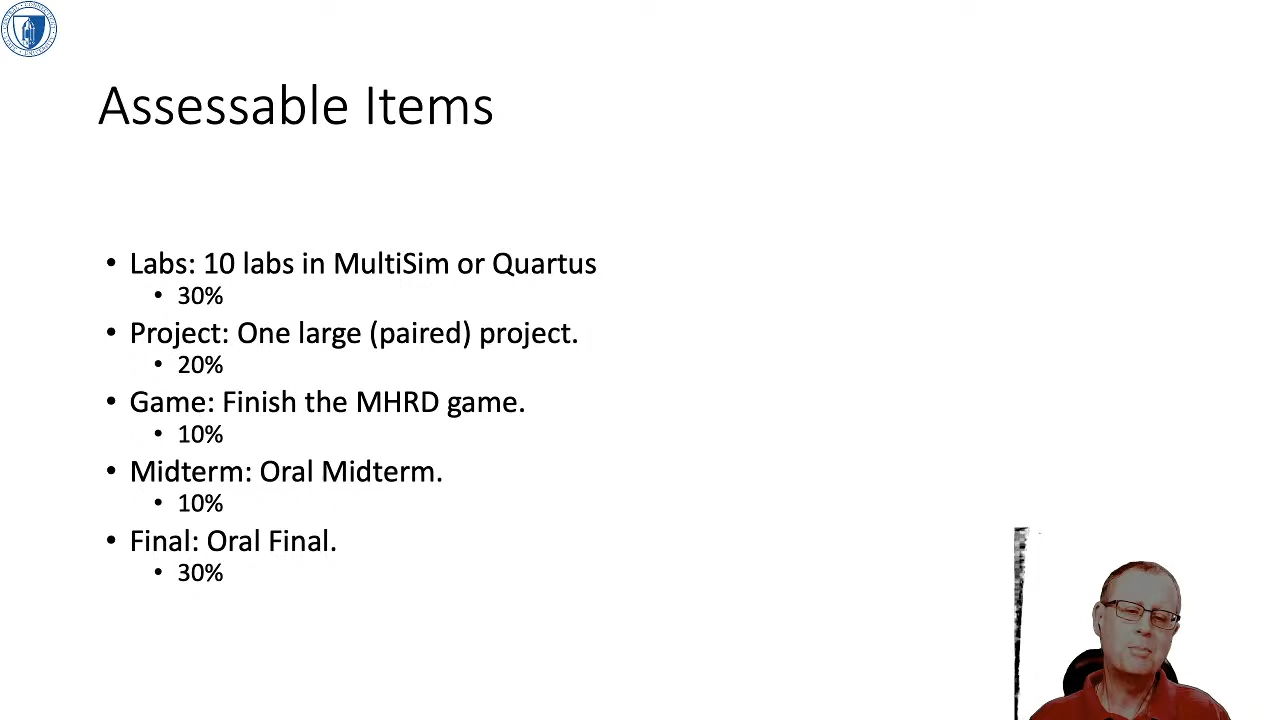 Assessable Items
• Labs: 10 labs in MultiSim or Quartus
• 30%
• Project: One large (paired) project.
• 20%
• Game: Finish the MHRD game.
• 10%
• Midterm: Oral Midterm.
• 10%
• Final: Oral Final.
• 30%